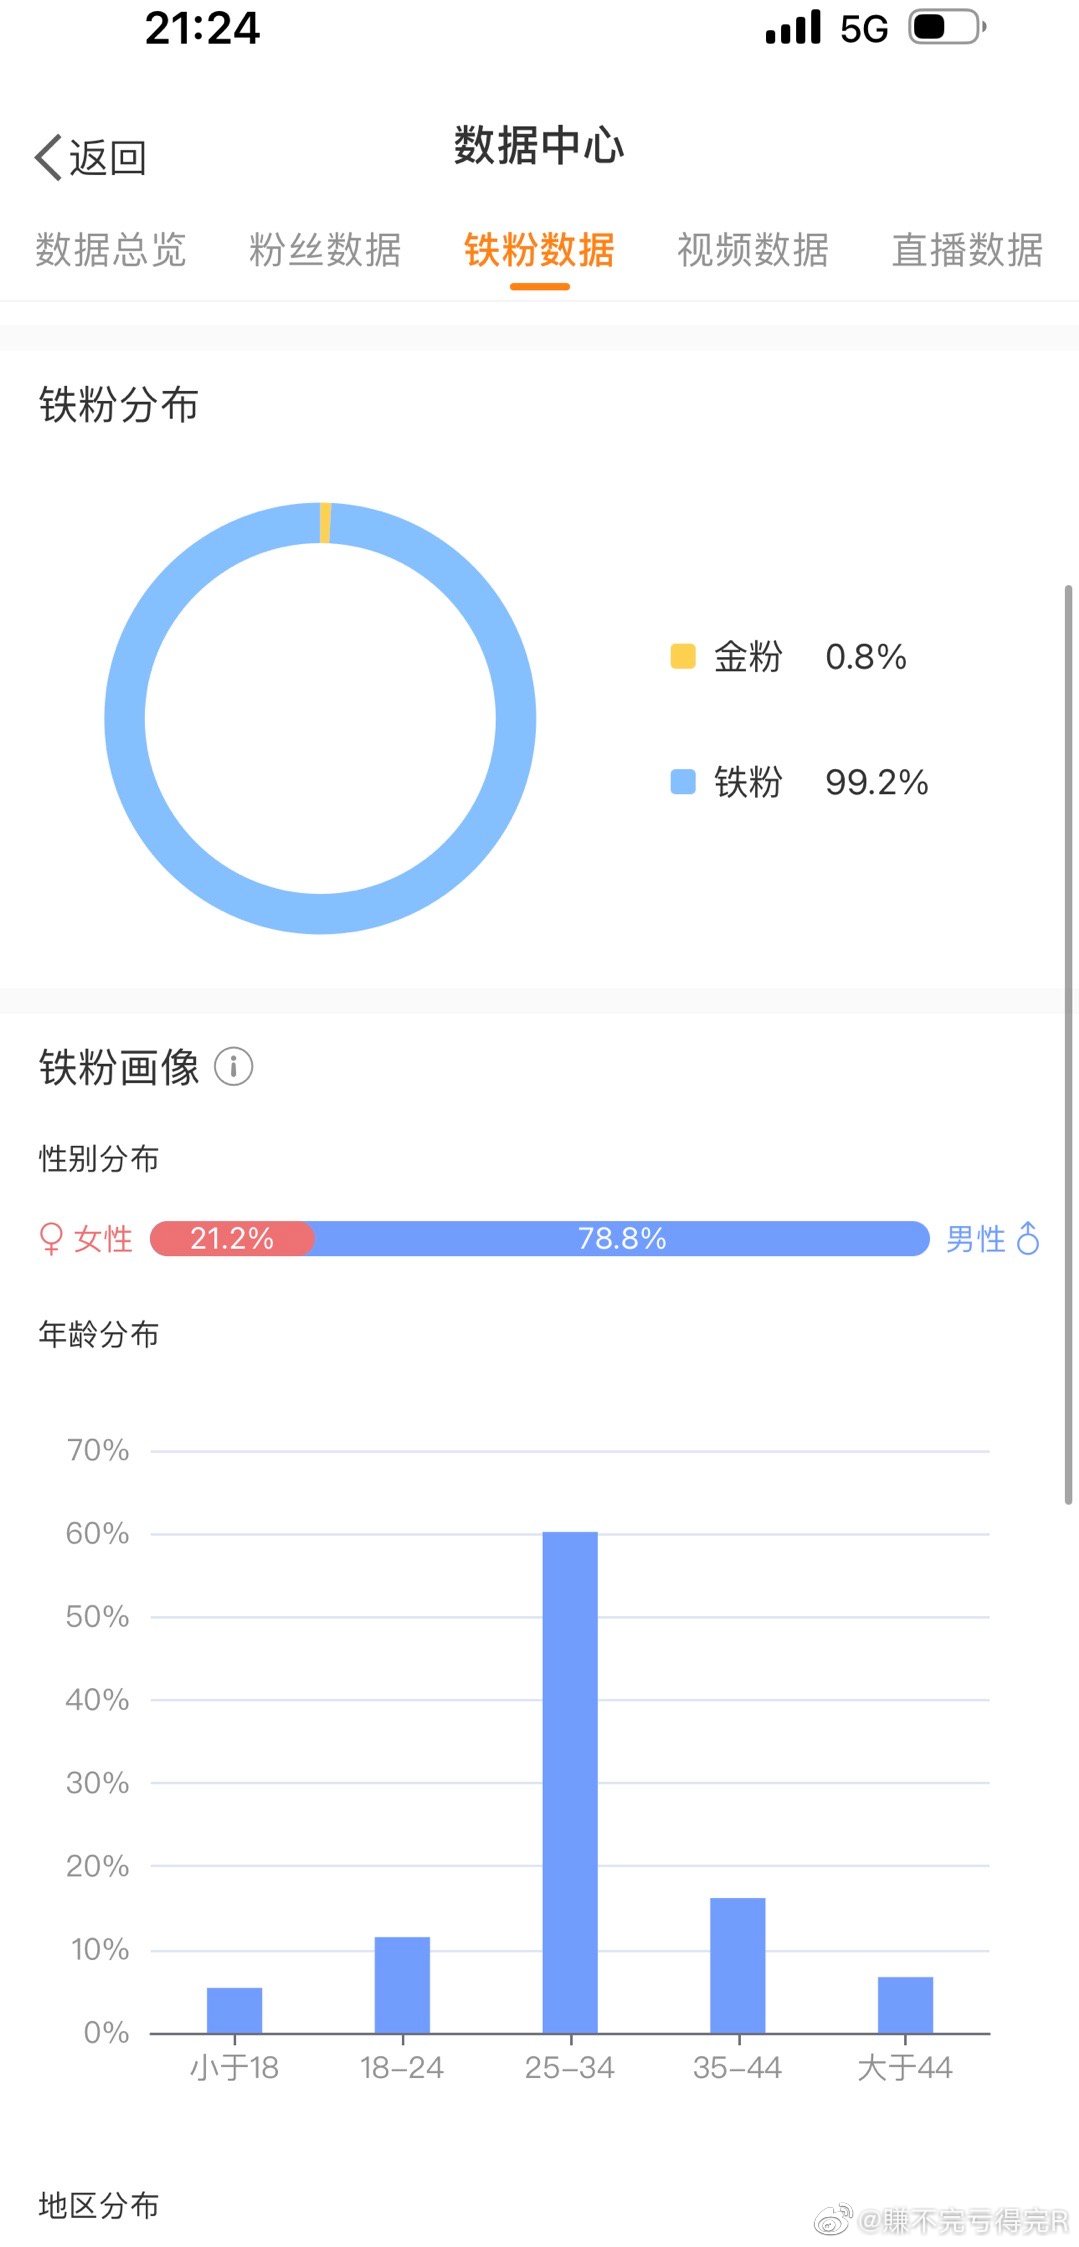 21:24 5G
返回
数据中心
数据总览 粉丝数据 铁粉数据 视频数据 直播数据
铁粉分布
金粉 0.8%
铁粉 99.2%
铁粉画像
性别分布
♀ 女性 21.2% 78.8% 男性 ♂
年龄分布
70%
60%
50%
40%
30%
20%
10%
0%
小于18 18-24 25-34 35-44 大于44
地区分布
@赚不完亏得完R